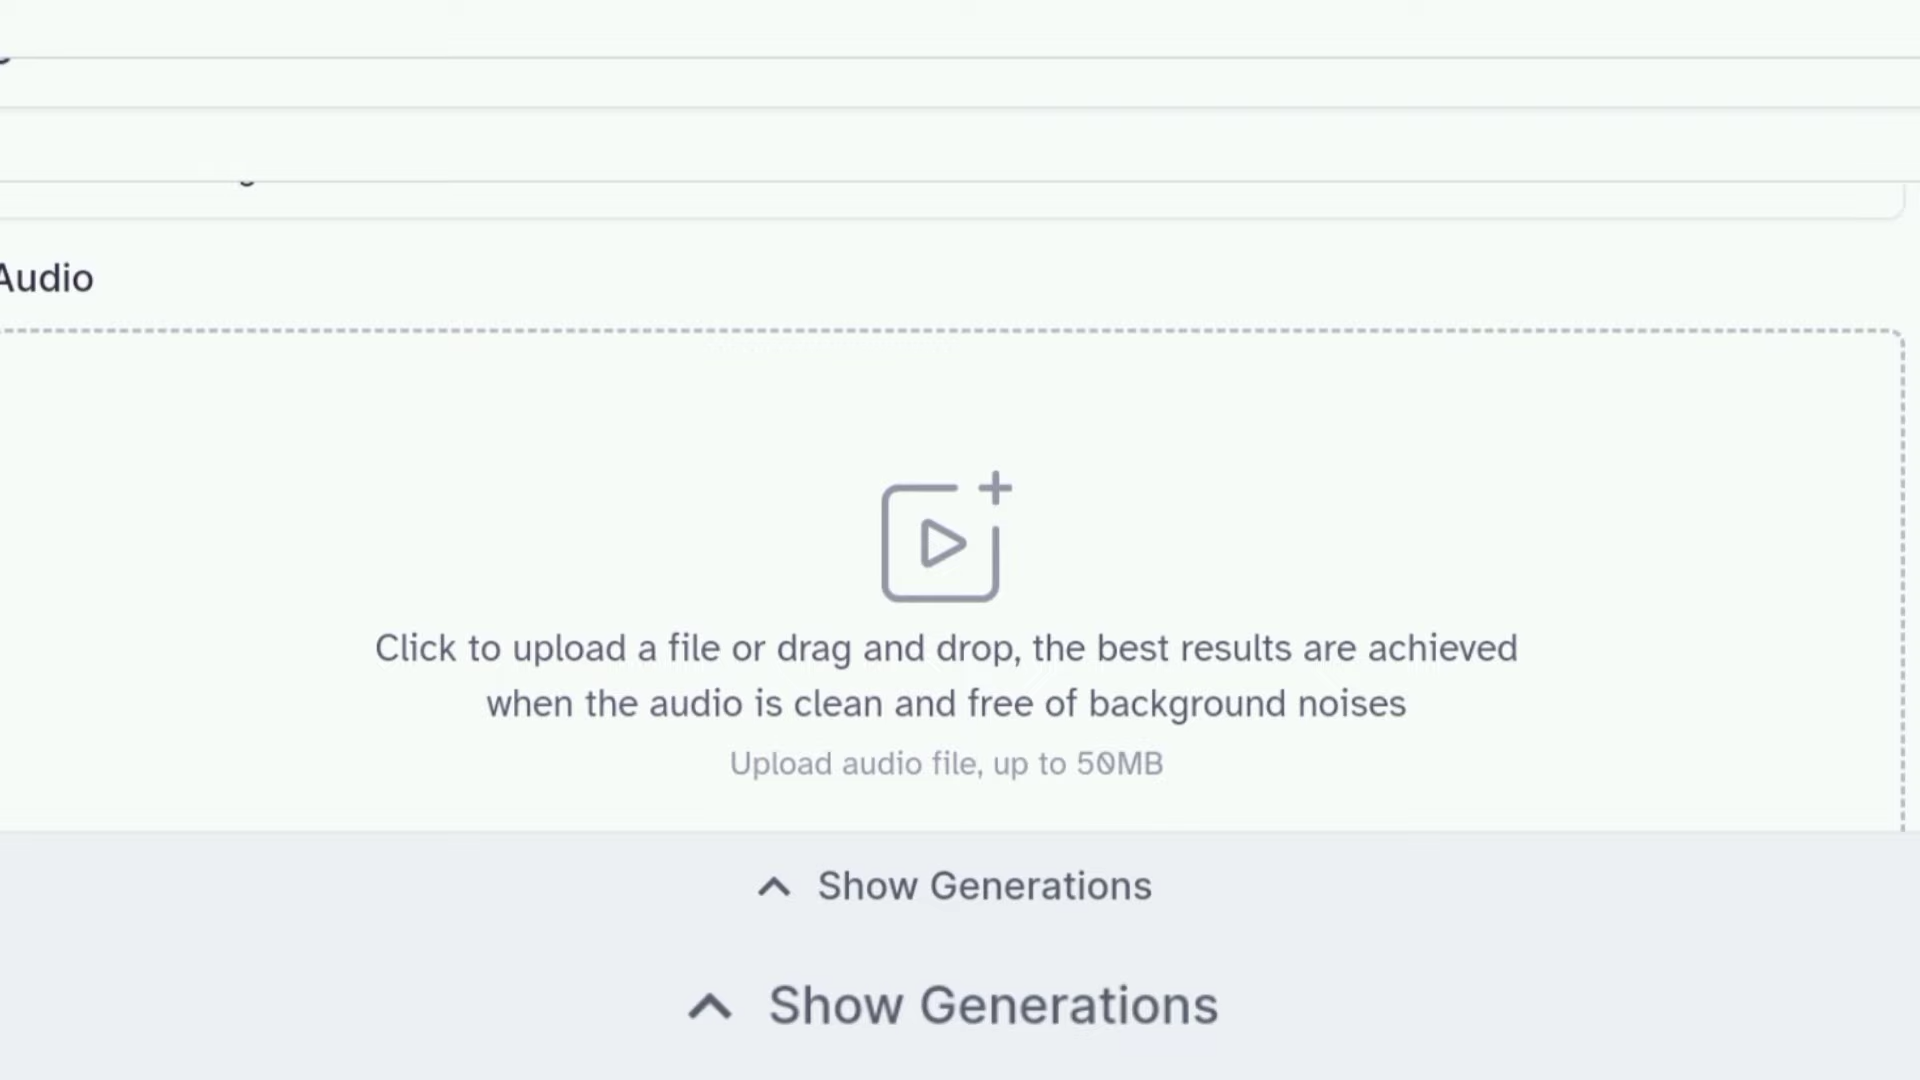 Audio
Click to upload a file or drag and drop, the best results are achieved
when the audio is clean and free of background noises
Upload audio file, up to 50MB
Show Generations
Show Generations